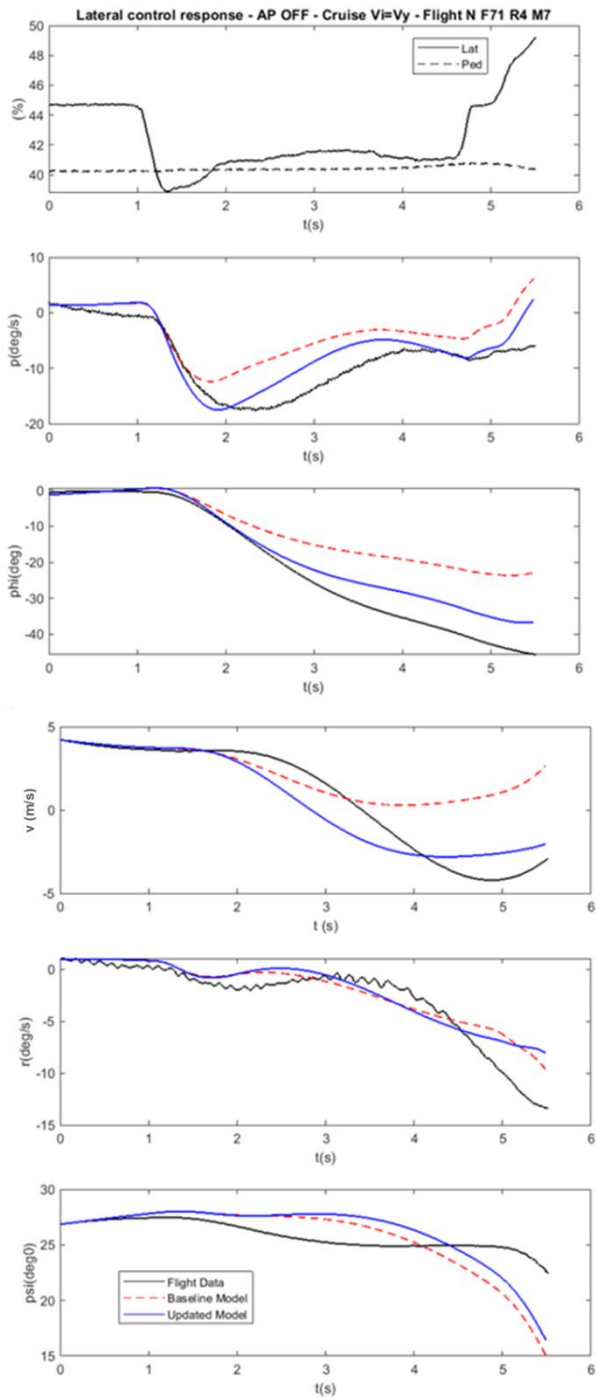 Lateral control response - AP OFF - Cruise Vi=Vy - Flight N F71 R4 M7
50
48
46
44
42
40
(%)
Lat
Ped
0 1 2 3 4 5 6
t(s)
10
0
-10
-20
p(deg/s)
0 1 2 3 4 5 6
t(s)
0
-10
-20
-30
-40
phi(deg)
0 1 2 3 4 5 6
t(s)
5
0
-5
v (m/s)
0 1 2 3 4 5 6
t (s)
0
-5
-10
-15
r(deg/s)
0 1 2 3 4 5 6
t(s)
30
25
20
15
psi(deg0)
Flight Data
Baseline Model
Updated Model
0 1 2 3 4 5 6
t(s)